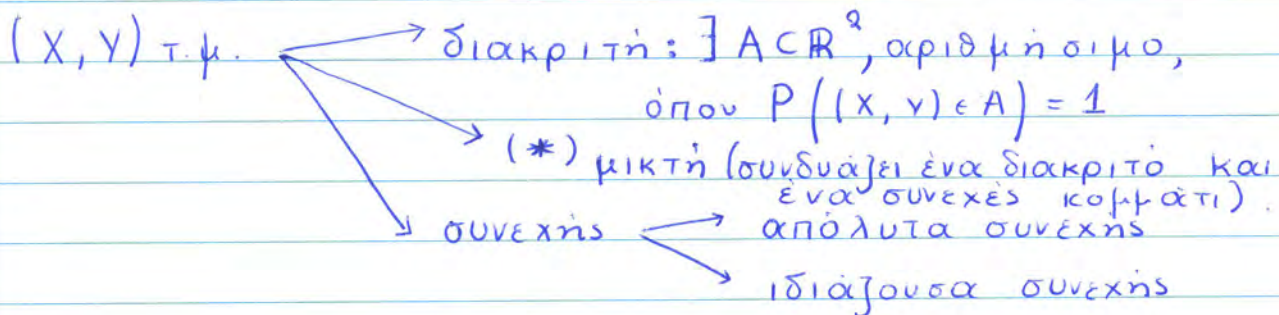 (X, Y) τ.μ. → διακριτή: ∃ A ⊂ ℝ², αριθμήσιμο,
όπου P((X, Y) ∈ A) = 1
(*) μικτή (συνδυάζει ένα διακριτό και
ένα συνεχές κομμάτι).
συνεχής → απόλυτα συνεχής
ιδιάζουσα συνεχής